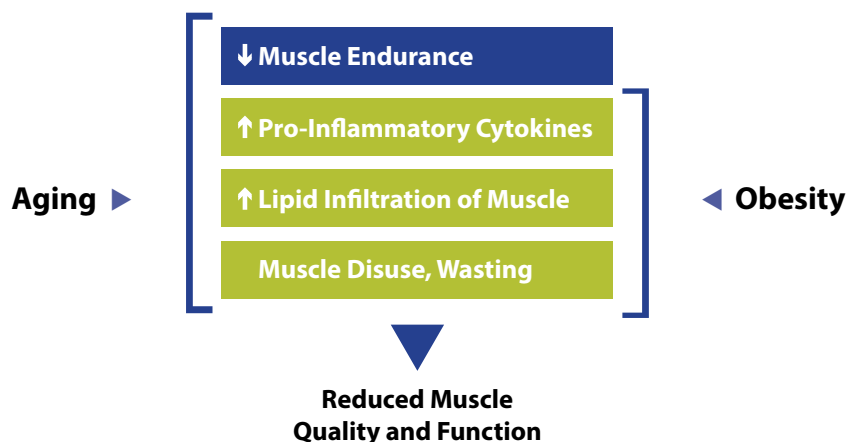 ↓ Muscle Endurance
↑ Pro-Inflammatory Cytokines
Aging
↑ Lipid Infiltration of Muscle
Obesity
Muscle Disuse, Wasting
Reduced Muscle
Quality and Function